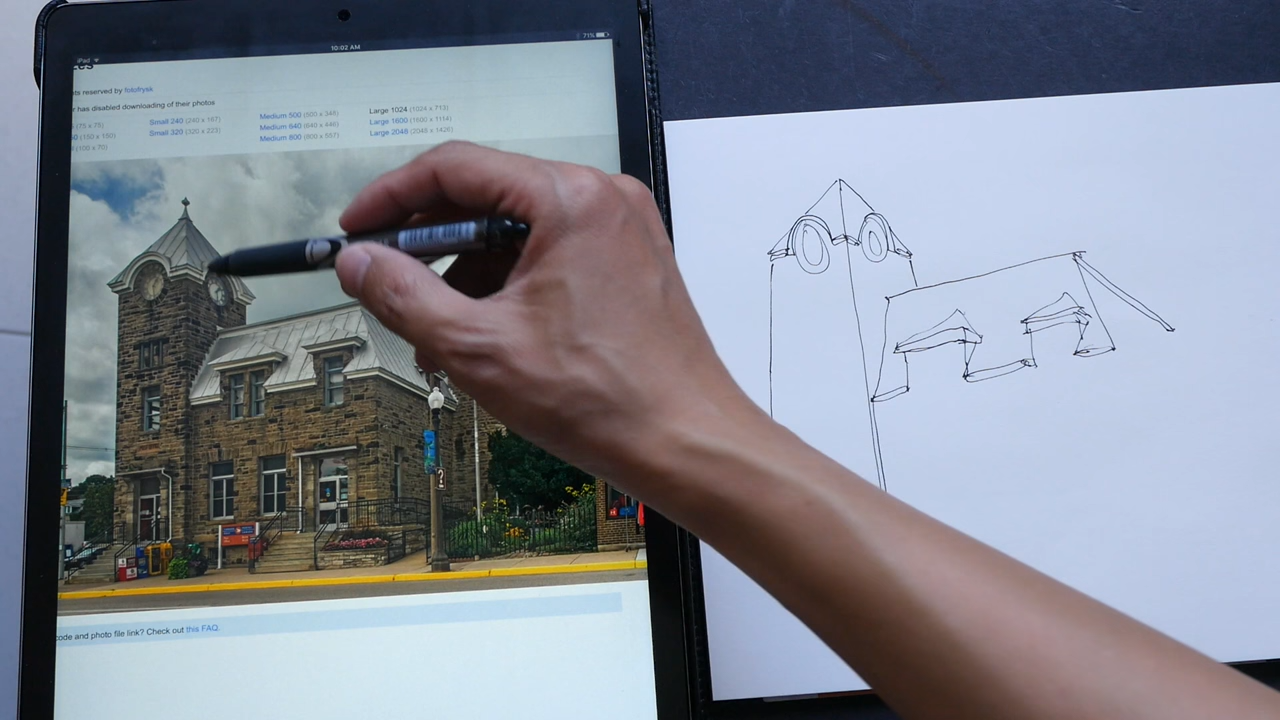 iPad
10:02 AM
71%
ces
ts reserved by fotofrysk
r has disabled downloading of their photos
(75 x 75)
Small 240 (240 x 167)
Medium 500 (500 x 348)
Large 1024 (1024 x 713)
0 (150 x 150)
Small 320 (320 x 223)
Medium 640 (640 x 446)
Large 1600 (1600 x 1114)
(100 x 70)
Medium 800 (800 x 557)
Large 2048 (2048 x 1426)
code and photo file link? Check out this FAQ.